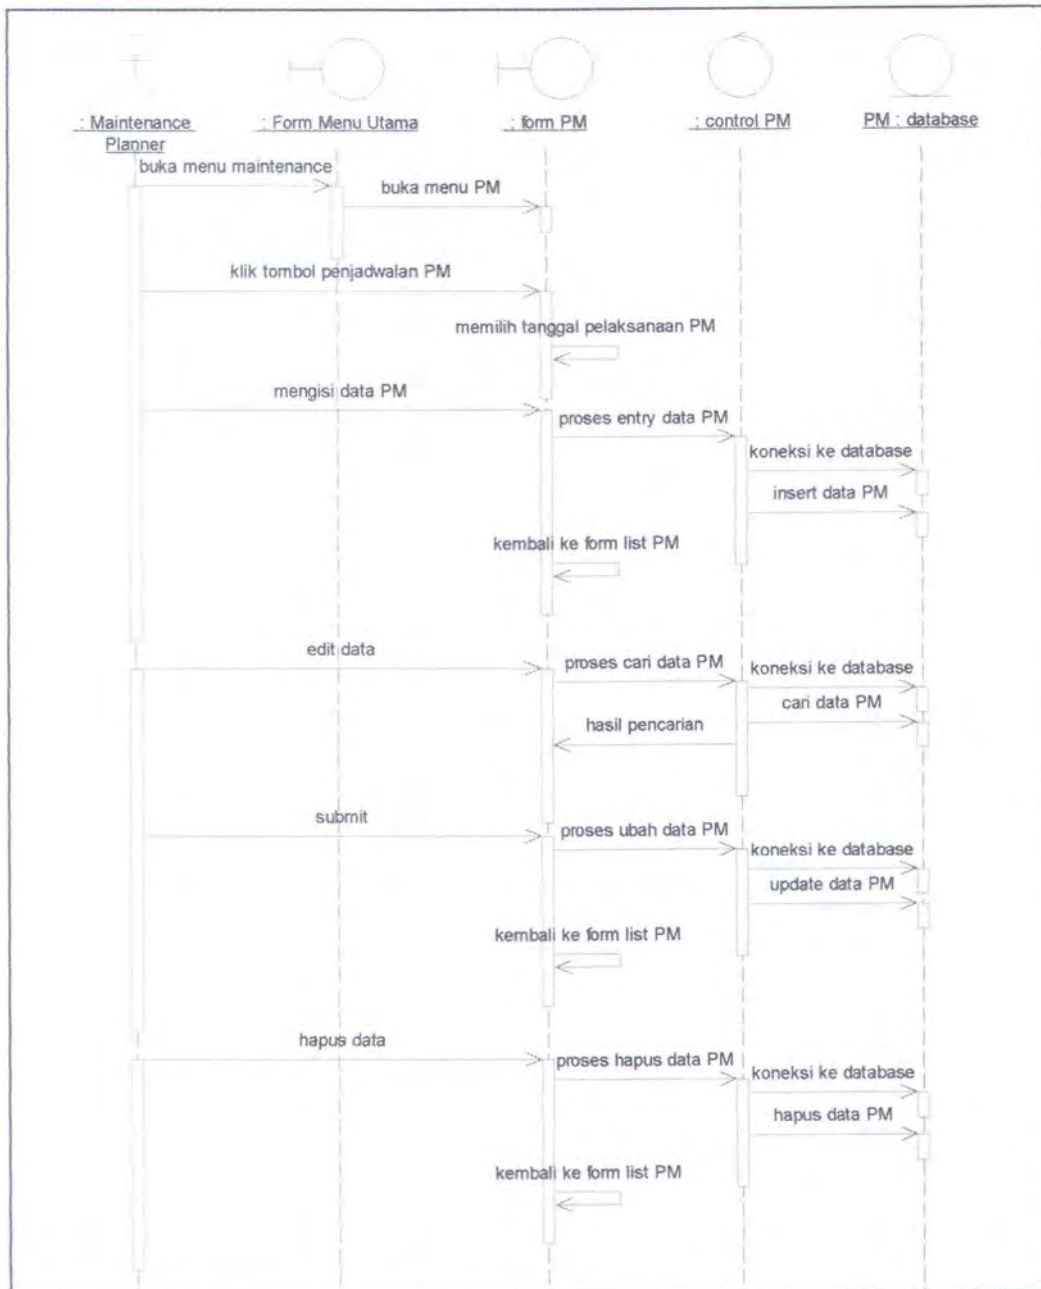 : Maintenance
Planner
: Form Menu Utama
: form PM
: control PM
PM : database
buka menu maintenance
buka menu PM
klik tombol penjadwalan PM
memilih tanggal pelaksanaan PM
mengisi data PM
proses entry data PM
koneksi ke database
insert data PM
kembali ke form list PM
edit data
proses cari data PM
koneksi ke database
cari data PM
hasil pencarian
submit
proses ubah data PM
koneksi ke database
update data PM
kembali ke form list PM
hapus data
proses hapus data PM
koneksi ke database
hapus data PM
kembali ke form list PM